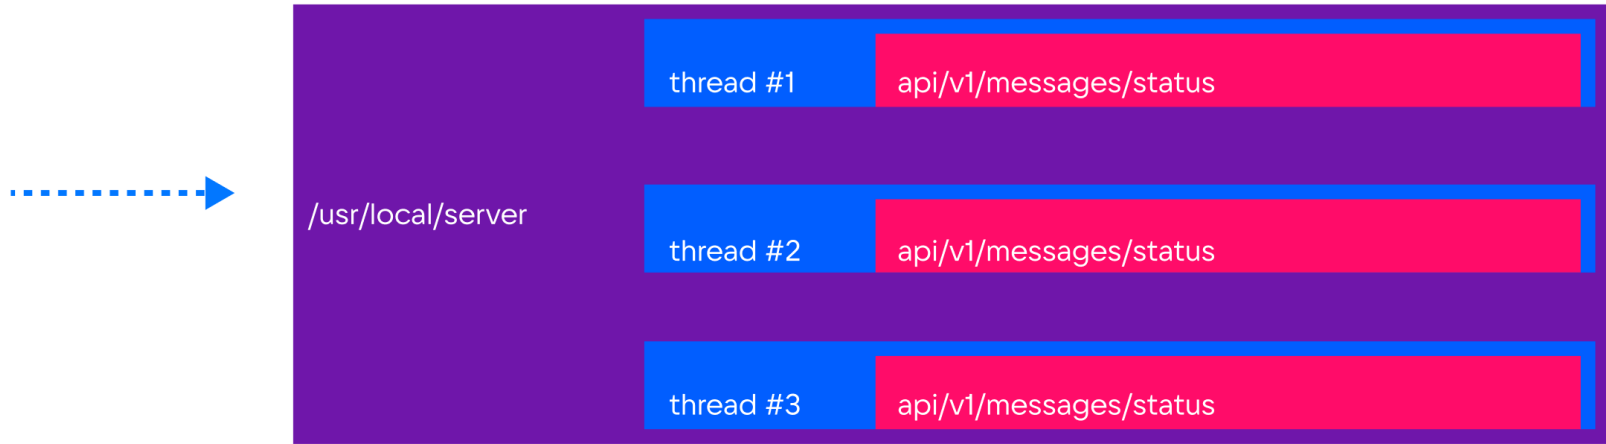 thread #1 api/v1/messages/status
/usr/local/server
thread #2 api/v1/messages/status
thread #3 api/v1/messages/status